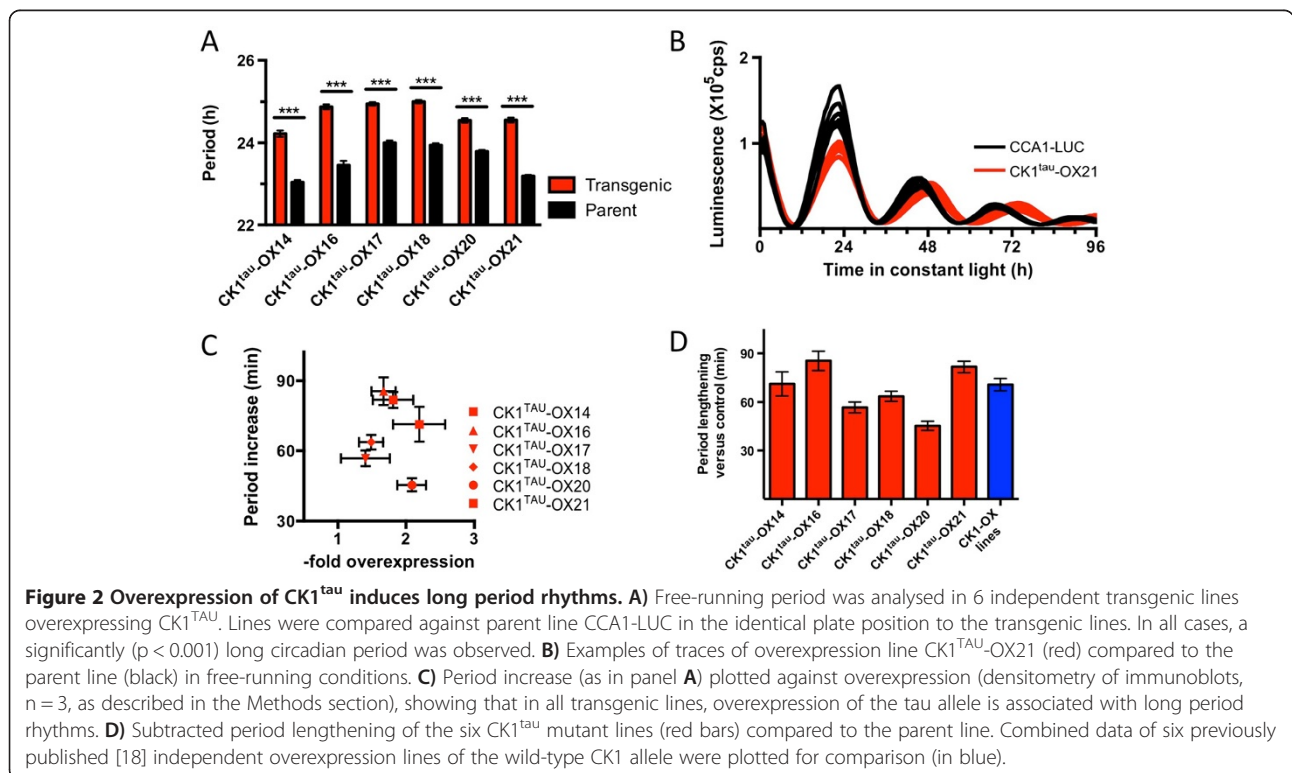 A
26
24
22
Period (h)
***
***
***
***
***
***
Transgenic
Parent
CK1tau-OX14
CK1tau-OX16
CK1tau-OX17
CK1tau-OX18
CK1tau-OX20
CK1tau-OX21
B
2
1
0
Luminescence (X10⁵cps)
CCA1-LUC
CK1tau-OX21
0 24 48 72 96
Time in constant light (h)
C
90
60
30
Period increase (min)
1 2 3
-fold overexpression
CK1TAU-OX14
CK1TAU-OX16
CK1TAU-OX17
CK1TAU-OX18
CK1TAU-OX20
CK1TAU-OX21
D
90
60
30
Period lengthening
versus control (min)
CK1tau-OX14
CK1tau-OX16
CK1tau-OX17
CK1tau-OX18
CK1tau-OX20
CK1tau-OX21
CK1-OX
lines
Figure 2 Overexpression of CK1tau induces long period rhythms. A) Free-running period was analysed in 6 independent transgenic lines
overexpressing CK1TAU. Lines were compared against parent line CCA1-LUC in the identical plate position to the transgenic lines. In all cases, a
significantly (p < 0.001) long circadian period was observed. B) Examples of traces of overexpression line CK1TAU-OX21 (red) compared to the
parent line (black) in free-running conditions. C) Period increase (as in panel A) plotted against overexpression (densitometry of immunoblots,
n = 3, as described in the Methods section), showing that in all transgenic lines, overexpression of the tau allele is associated with long period
rhythms. D) Subtracted period lengthening of the six CK1tau mutant lines (red bars) compared to the parent line. Combined data of six previously
published [18] independent overexpression lines of the wild-type CK1 allele were plotted for comparison (in blue).